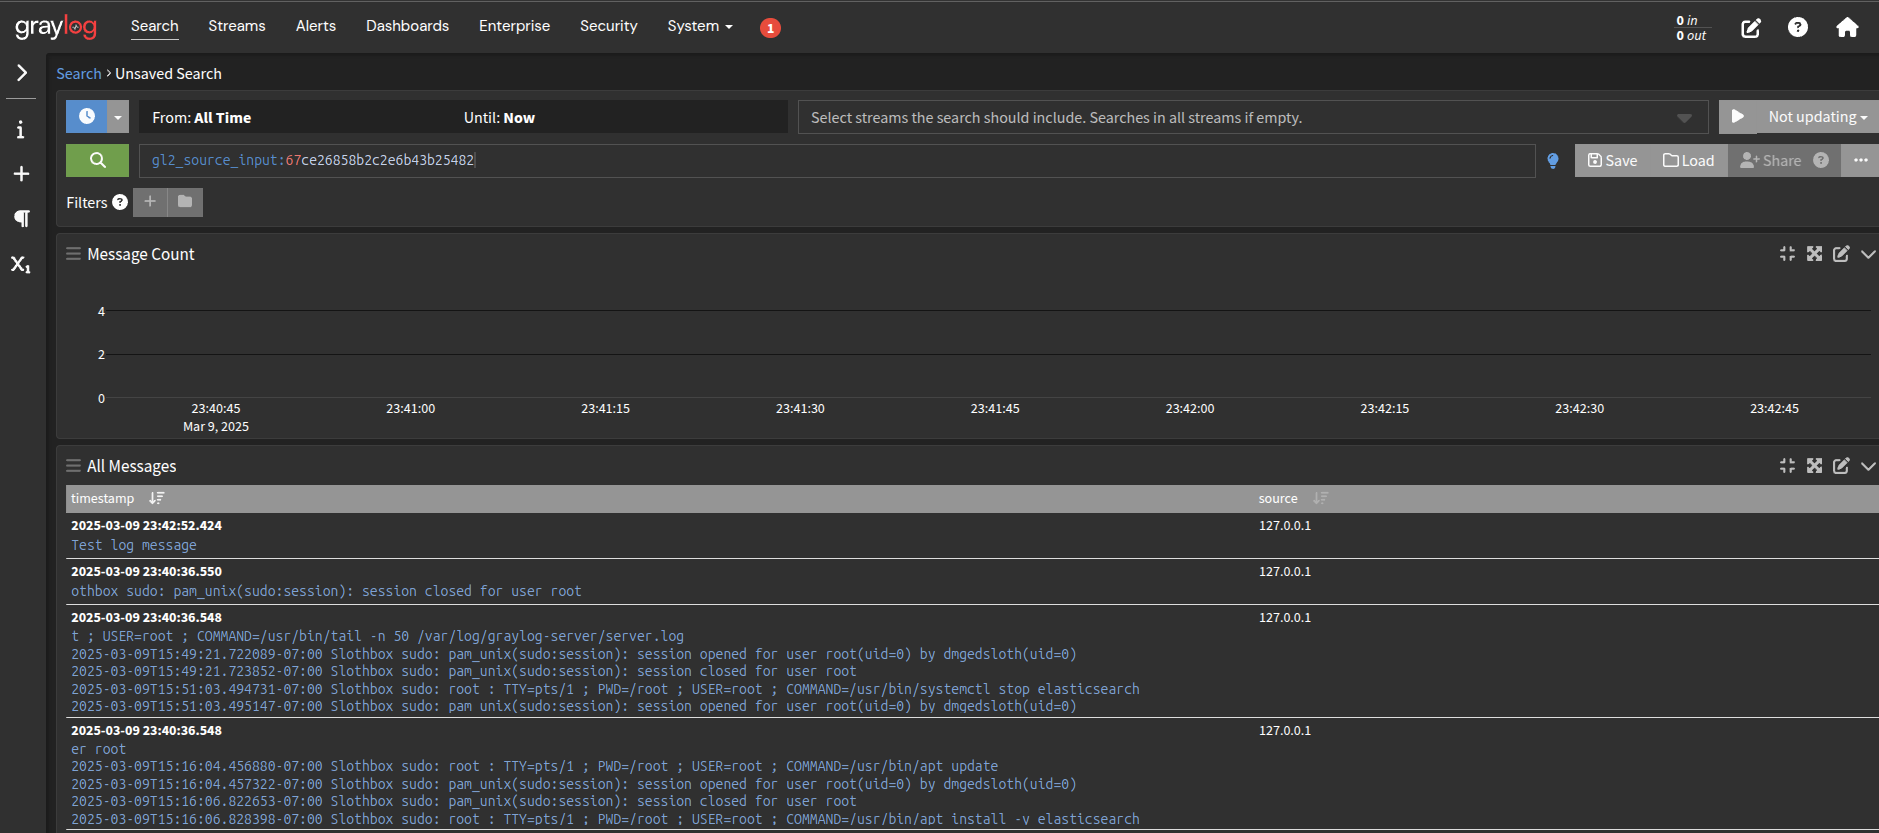 graylog Search Streams Alerts Dashboards Enterprise Security System 1 0 in
0 out
Search > Unsaved Search
From: All Time Until: Now Select streams the search should include. Searches in all streams if empty. Not updating
gl2_source_input:67ce26858b2c2e6b43b25482 Save Load Share ?
Filters ? +
Message Count
4
2
0
23:40:45 23:41:00 23:41:15 23:41:30 23:41:45 23:42:00 23:42:15 23:42:30 23:42:45
Mar 9, 2025
All Messages
timestamp source
2025-03-09 23:42:52.424 127.0.0.1
Test log message
2025-03-09 23:40:36.550 127.0.0.1
othbox sudo: pam_unix(sudo:session): session closed for user root
2025-03-09 23:40:36.548 127.0.0.1
t ; USER=root ; COMMAND=/usr/bin/tail -n 50 /var/log/graylog-server/server.log
2025-03-09T15:49:21.722089-07:00 Slothbox sudo: pam_unix(sudo:session): session opened for user root(uid=0) by dmgedsloth(uid=0)
2025-03-09T15:49:21.723852-07:00 Slothbox sudo: pam_unix(sudo:session): session closed for user root
2025-03-09T15:51:03.494731-07:00 Slothbox sudo: root : TTY=pts/1 ; PWD=/root ; USER=root ; COMMAND=/usr/bin/systemctl stop elasticsearch
2025-03-09T15:51:03.495147-07:00 Slothbox sudo: pam_unix(sudo:session): session opened for user root(uid=0) by dmgedsloth(uid=0)
2025-03-09 23:40:36.548 127.0.0.1
er root
2025-03-09T15:16:04.456880-07:00 Slothbox sudo: root : TTY=pts/1 ; PWD=/root ; USER=root ; COMMAND=/usr/bin/apt update
2025-03-09T15:16:04.457322-07:00 Slothbox sudo: pam_unix(sudo:session): session opened for user root(uid=0) by dmgedsloth(uid=0)
2025-03-09T15:16:06.822653-07:00 Slothbox sudo: pam_unix(sudo:session): session closed for user root
2025-03-09T15:16:06.828398-07:00 Slothbox sudo: root : TTY=pts/1 ; PWD=/root ; USER=root ; COMMAND=/usr/bin/apt install -y elasticsearch